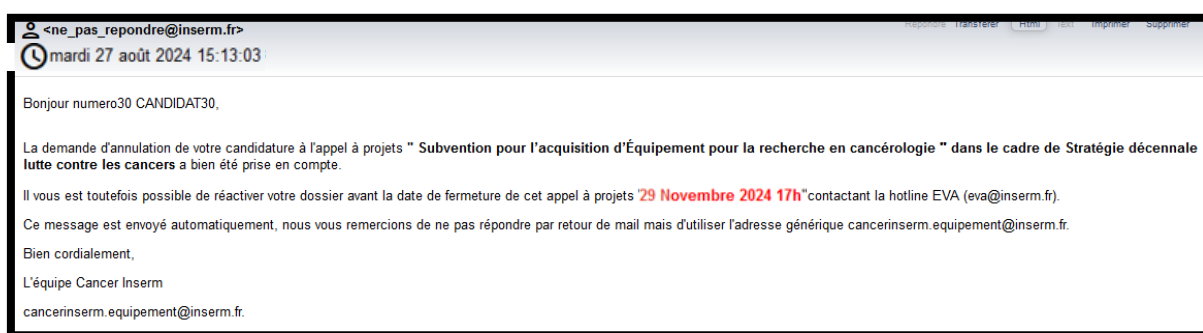 Répondre Transférer Html Text Imprimer Supprimer
<ne_pas_repondre@inserm.fr>
mardi 27 août 2024 15:13:03
Bonjour numero30 CANDIDAT30,
La demande d'annulation de votre candidature à l'appel à projets " Subvention pour l’acquisition d’Équipement pour la recherche en cancérologie " dans le cadre de Stratégie décennale
lutte contre les cancers a bien été prise en compte.
Il vous est toutefois possible de réactiver votre dossier avant la date de fermeture de cet appel à projets '29 Novembre 2024 17h"contactant la hotline EVA (eva@inserm.fr).
Ce message est envoyé automatiquement, nous vous remercions de ne pas répondre par retour de mail mais d'utiliser l'adresse générique cancerinserm.equipement@inserm.fr.
Bien cordialement,
L'équipe Cancer Inserm
cancerinserm.equipement@inserm.fr.